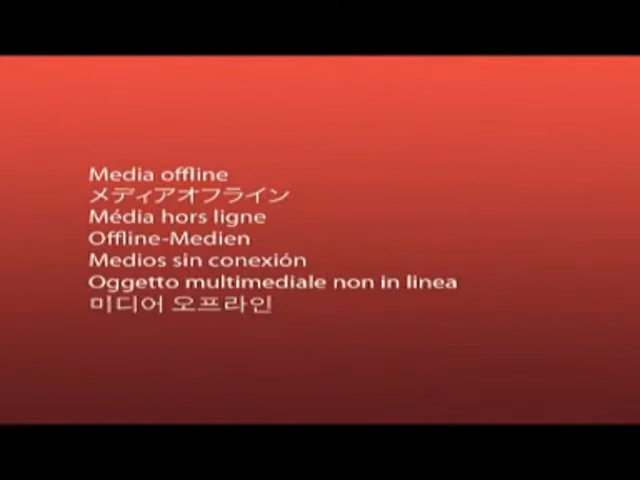 Media offline
メディアオフライン
Média hors ligne
Offline-Medien
Medios sin conexión
Oggetto multimediale non in linea
미디어 오프라인